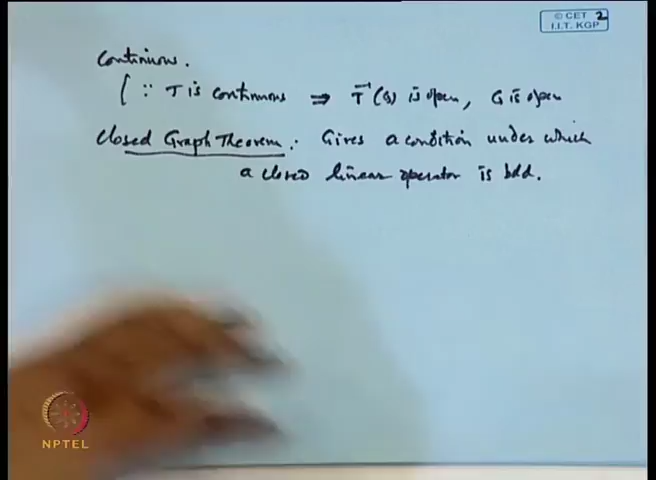 © CET 2
I.I.T. KGP
Continuous.
( ∵ T is continuous ⇒ T⁻¹(G) is open, G is open
Closed Graph Theorem: Gives a condition under which
a closed linear operator is bdd.
NPTEL